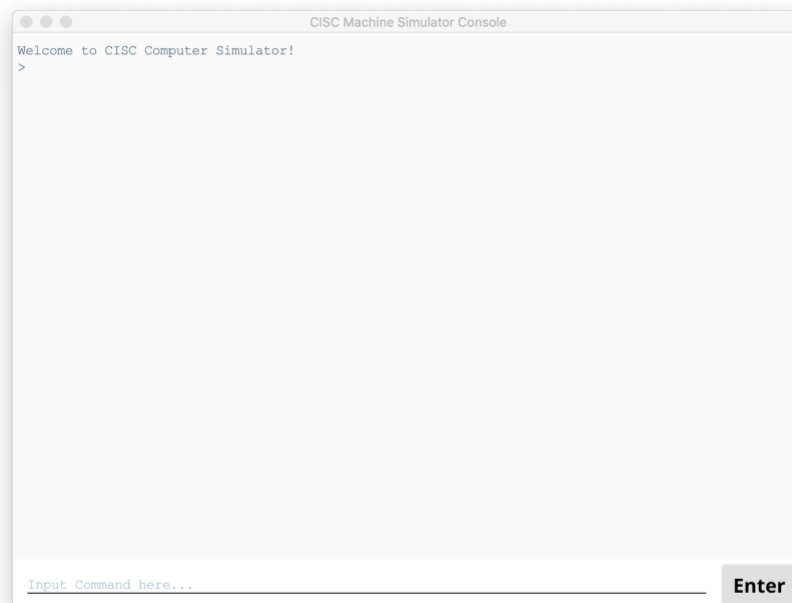 CISC Machine Simulator Console
Welcome to CISC Computer Simulator!
>
Input Command here...
Enter